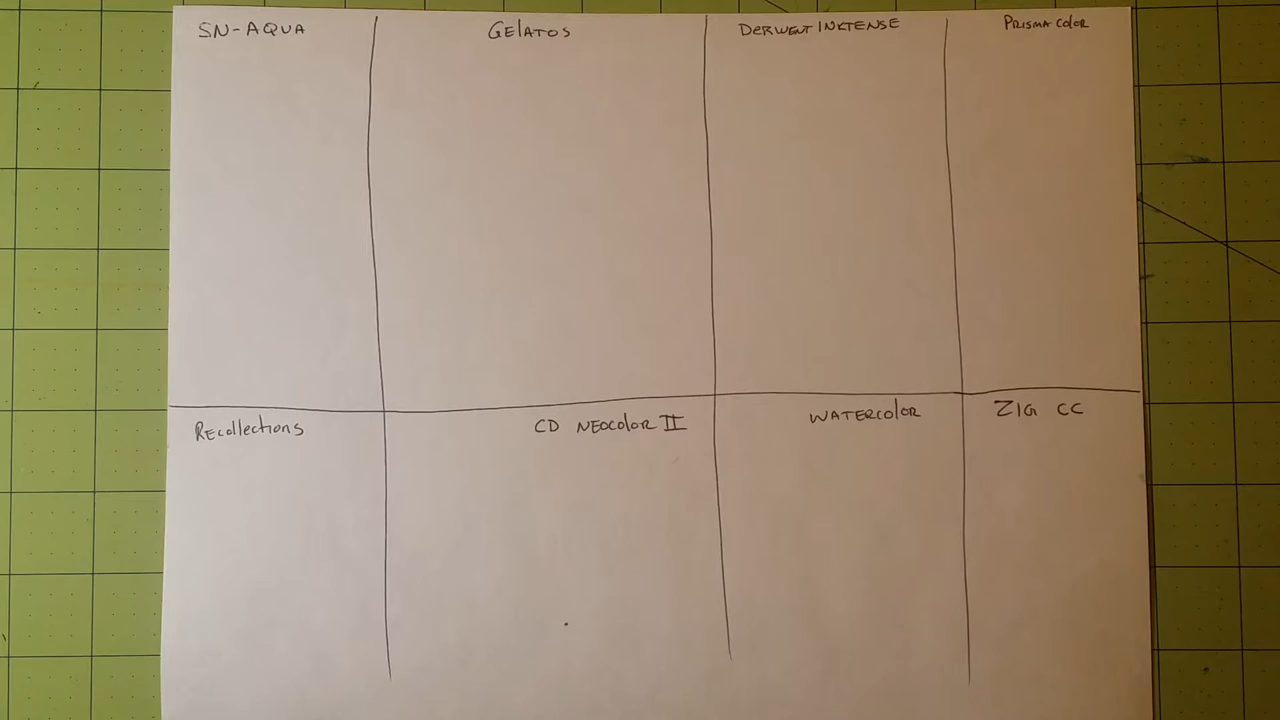 SN-AQUA
GELATOS
DERWENT INKTENSE
PRISMA COLOR
RECOLLECTIONS
CD NEOCOLOR II
WATERCOLOR
ZIG CC